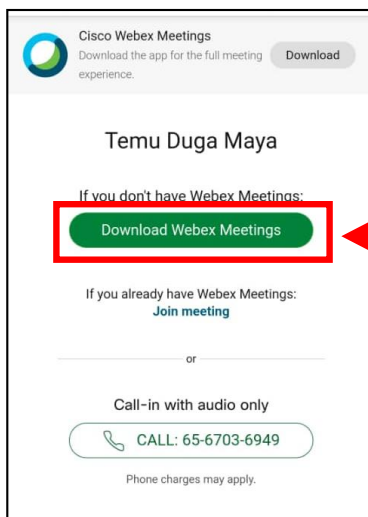 Cisco Webex Meetings
Download the app for the full meeting
experience.
Download
Temu Duga Maya
If you don't have Webex Meetings:
Download Webex Meetings
If you already have Webex Meetings:
Join meeting
or
Call-in with audio only
CALL: 65-6703-6949
Phone charges may apply.